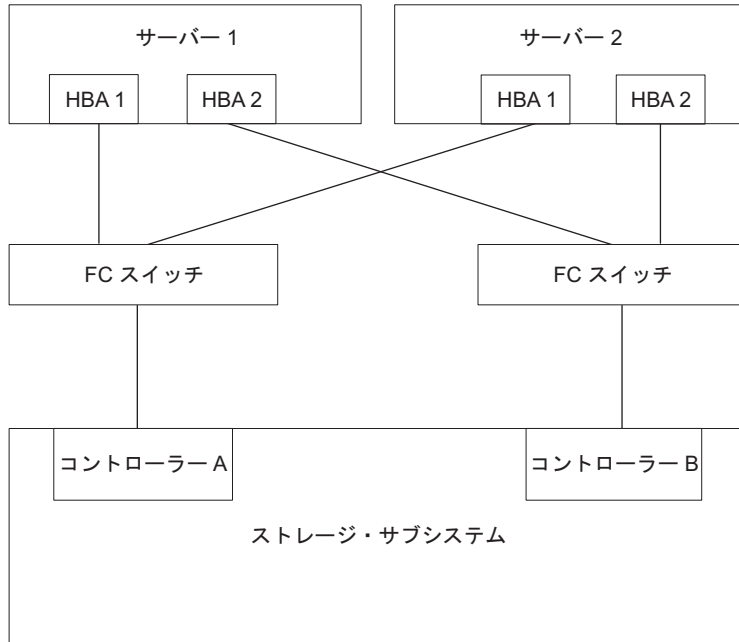 サーバー 1
サーバー 2
HBA 1
HBA 2
HBA 1
HBA 2
FC スイッチ
FC スイッチ
コントローラー A
コントローラー B
ストレージ・サブシステム